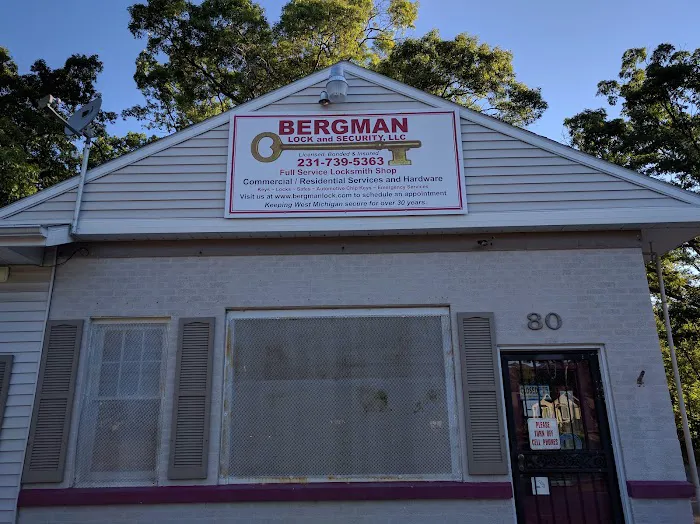 BERGMAN
LOCK and SECURITY, LLC
Licensed, Bonded & Insured
231-739-5363
Full Service Locksmith Shop
Commercial / Residential Services and Hardware
Keys ~ Locks ~ Safes ~ Automotive Chip Keys ~ Emergency Services
Visit us at www.bergmanlock.com to schedule an appointment
Keeping West Michigan secure for over 30 years.
80
PLEASE
TURN OFF
CELL PHONES